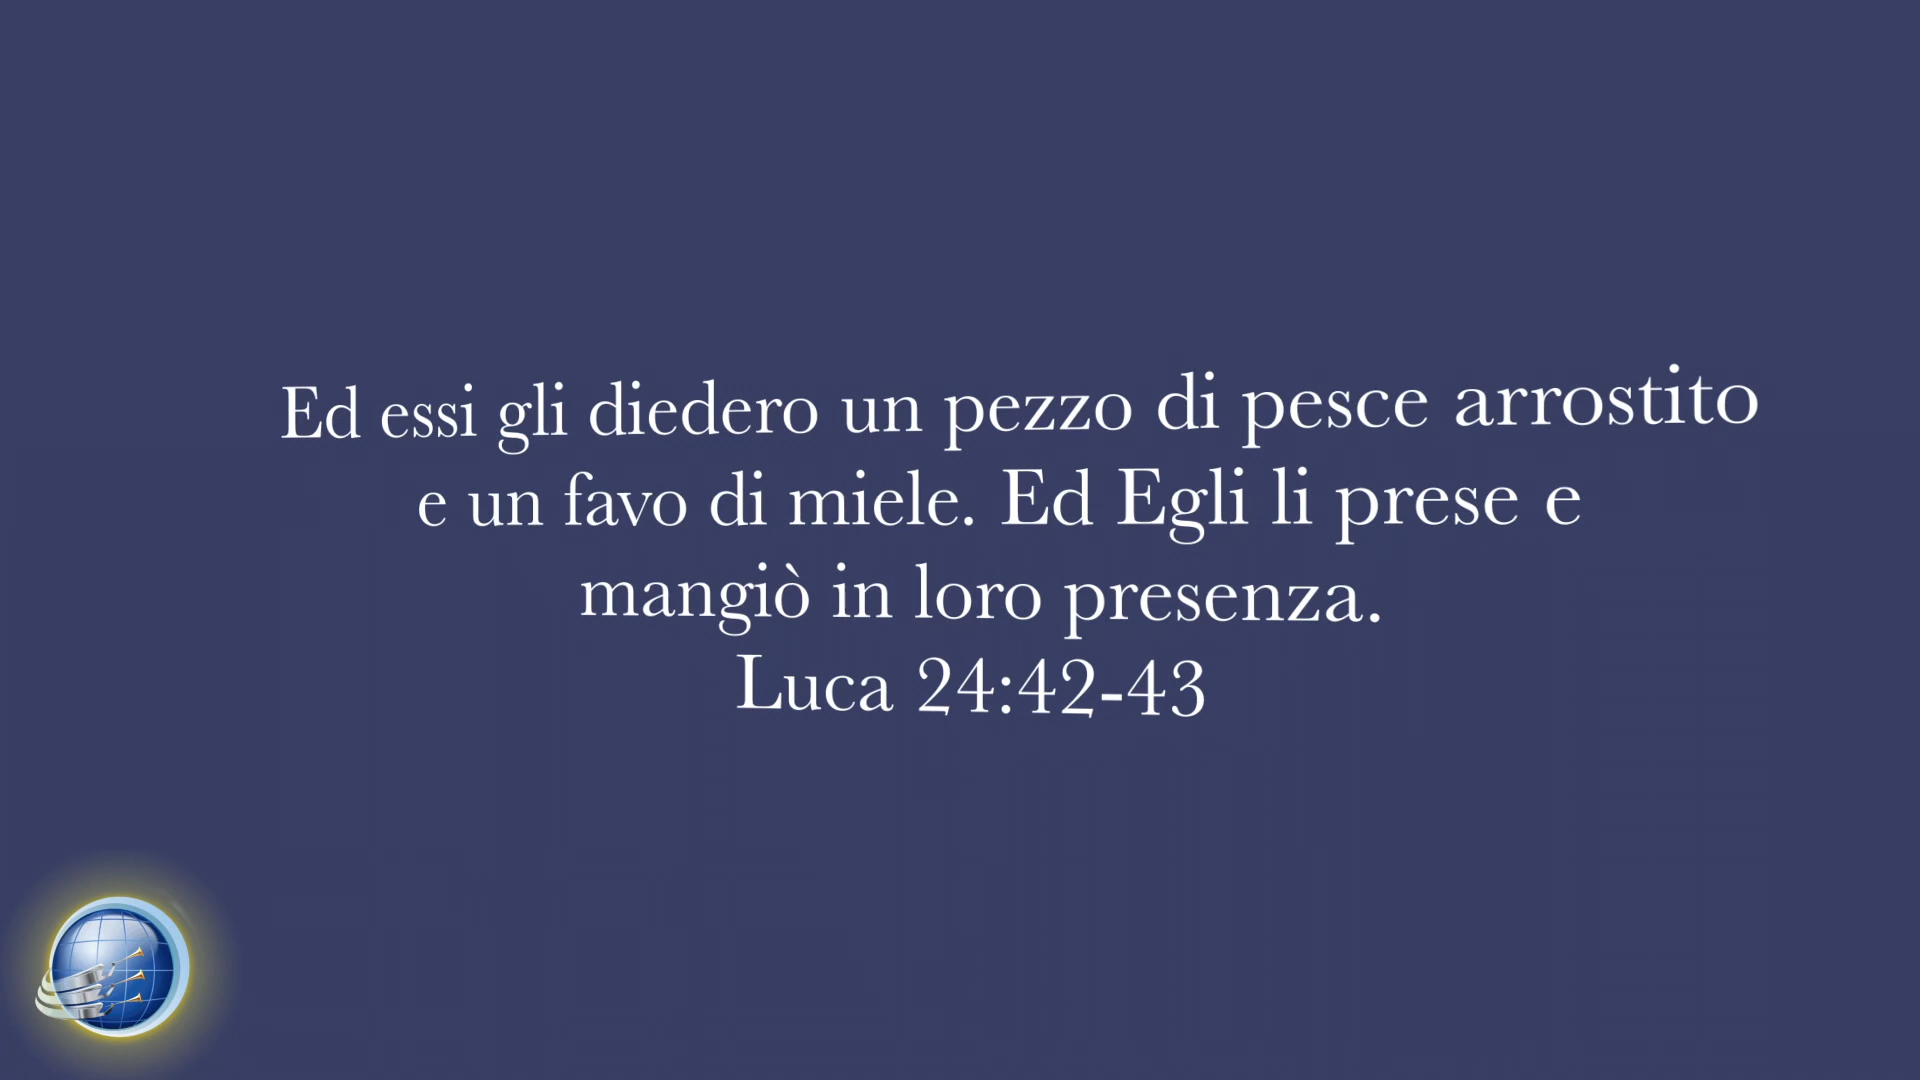 Ed essi gli diedero un pezzo di pesce arrostito
e un favo di miele. Ed Egli li prese e
mangiò in loro presenza.
Luca 24:42-43